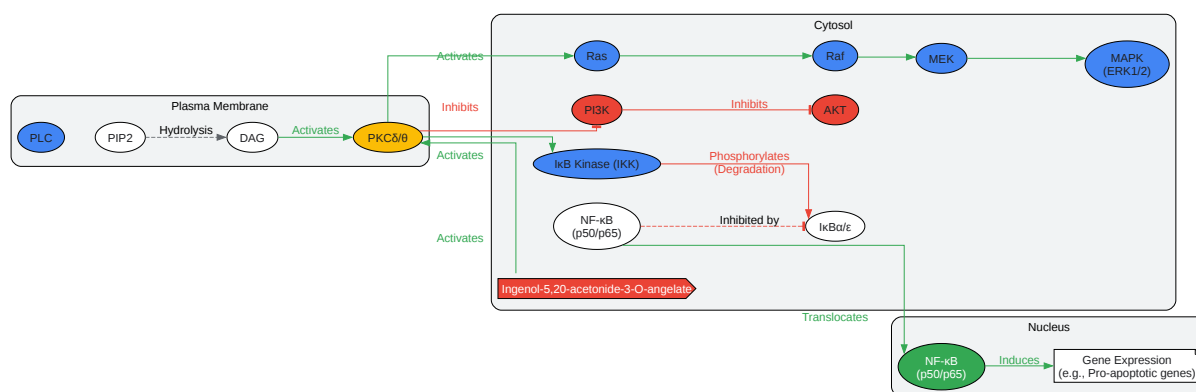 Cytosol
Activates
Ras
Raf
MEK
MAPK
(ERK1/2)
Plasma Membrane
Inhibits
PI3K
Inhibits
AKT
PLC
PIP2
Hydrolysis
DAG
Activates
PKCδ/θ
Activates
IκB Kinase (IKK)
Phosphorylates
(Degradation)
NF-κB
(p50/p65)
Inhibited by
IκBα/ε
Activates
Ingenol-5,20-acetonide-3-O-angelate
Translocates
Nucleus
NF-κB
(p50/p65)
Induces
Gene Expression
(e.g., Pro-apoptotic genes)